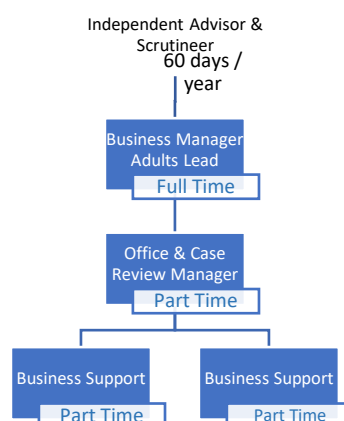 Independent Advisor &
Scrutineer
60 days /
year
Business Manager
Adults Lead
Full Time
Office & Case
Review Manager
Part Time
Business Support
Part Time
Business Support
Part Time